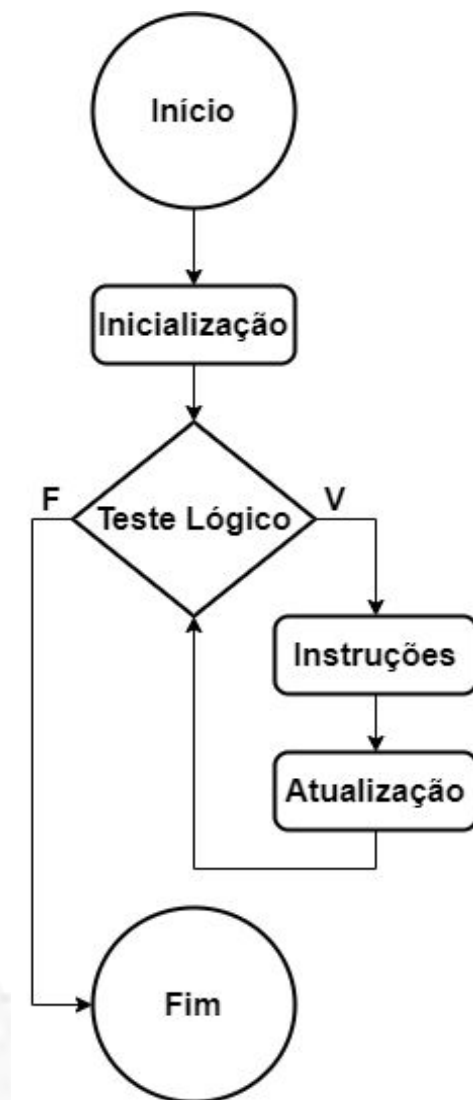 Início
Inicialização
F
Teste Lógico
V
Instruções
Atualização
Fim